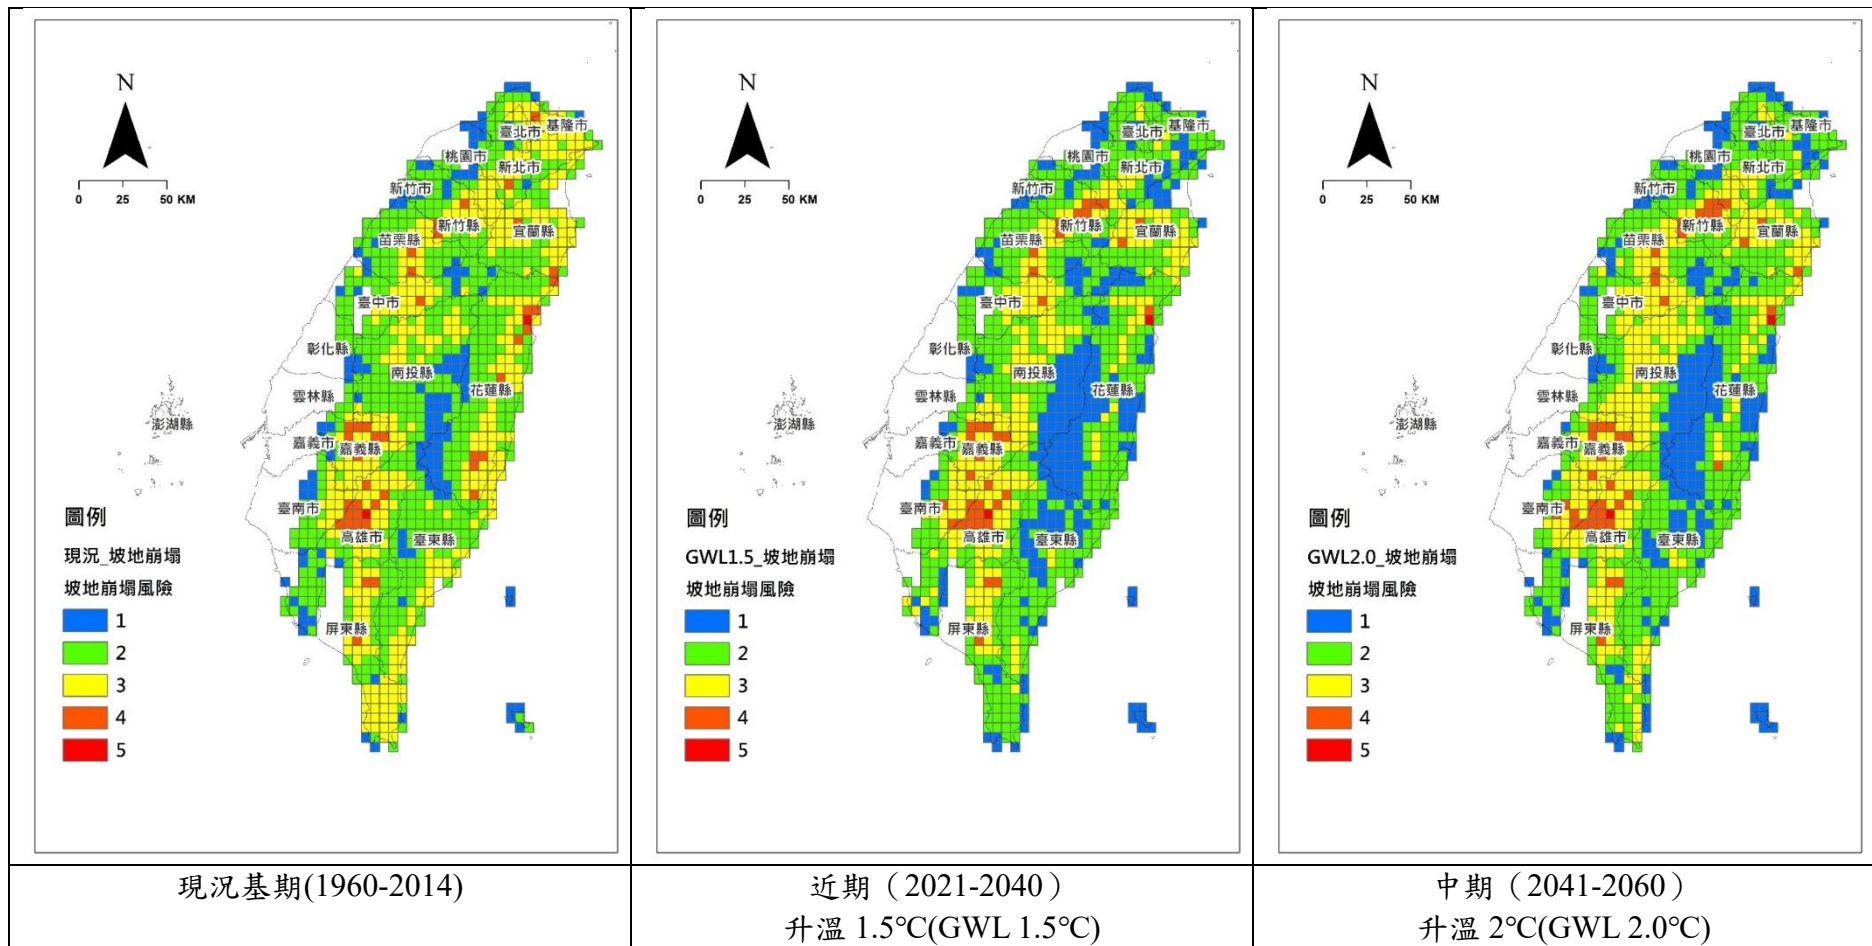 N
0 25 50 KM
臺北市 基隆市
桃園市
新北市
新竹市
新竹縣
宜蘭縣
苗栗縣
臺中市
彰化縣
南投縣
花蓮縣
雲林縣
澎湖縣
嘉義市
嘉義縣
臺南市
高雄市
臺東縣
屏東縣
圖例
現況_坡地崩塌
坡地崩塌風險
1
2
3
4
5
現況基期(1960-2014)
N
0 25 50 KM
臺北市 基隆市
桃園市
新北市
新竹市
新竹縣
宜蘭縣
苗栗縣
臺中市
彰化縣
南投縣
花蓮縣
雲林縣
澎湖縣
嘉義市
嘉義縣
臺南市
高雄市
臺東縣
屏東縣
圖例
GWL1.5_坡地崩塌
坡地崩塌風險
1
2
3
4
5
近期（2021-2040）
升溫 1.5℃(GWL 1.5℃)
N
0 25 50 KM
臺北市 基隆市
桃園市
新北市
新竹市
新竹縣
宜蘭縣
苗栗縣
臺中市
彰化縣
南投縣
花蓮縣
雲林縣
澎湖縣
嘉義市
嘉義縣
臺南市
高雄市
臺東縣
屏東縣
圖例
GWL2.0_坡地崩塌
坡地崩塌風險
1
2
3
4
5
中期（2041-2060）
升溫 2℃(GWL 2.0℃)